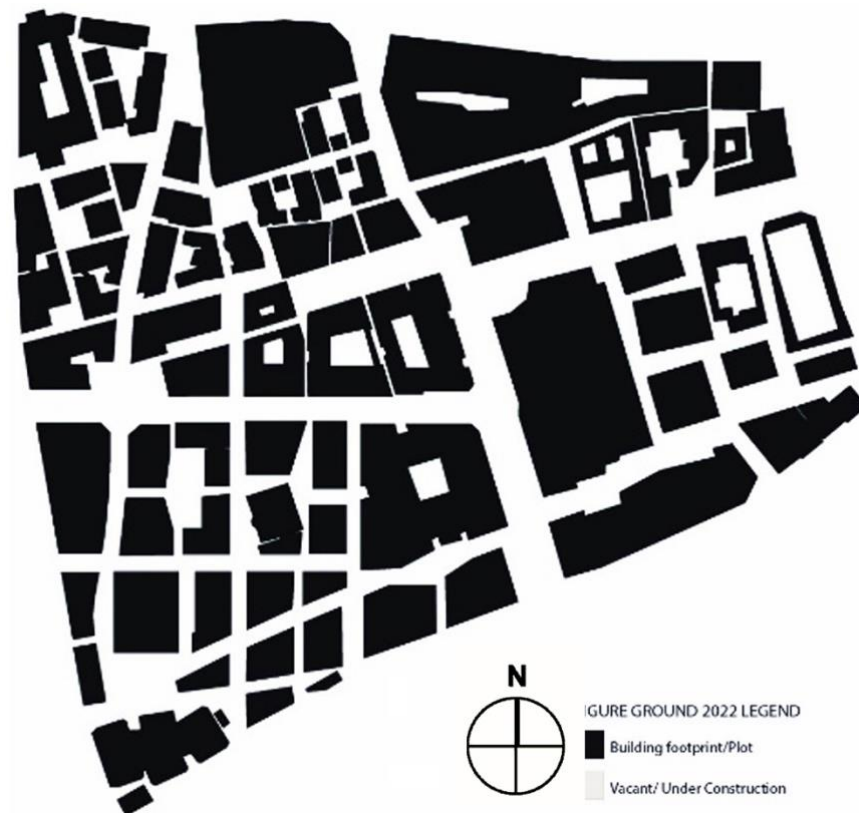 N
IGURE GROUND 2022 LEGEND
Building footprint/Plot
Vacant/ Under Construction